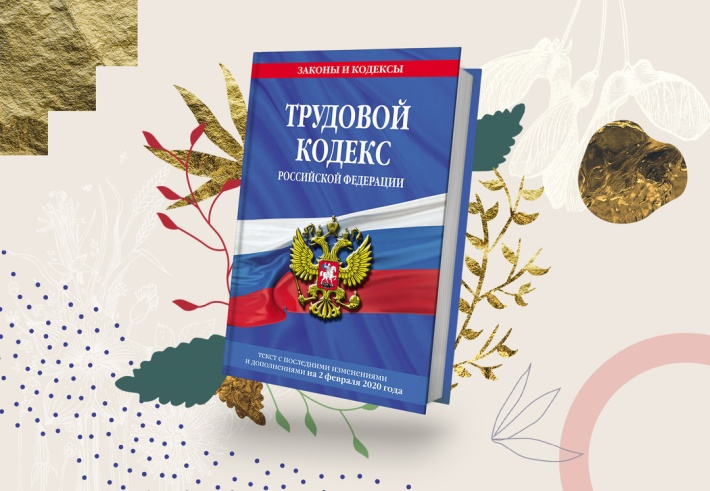 ЗАКОНЫ И КОДЕКСЫ
ТРУДОВОЙ
КОДЕКС
РОССИЙСКОЙ ФЕДЕРАЦИИ
текст с последними изменениями
и дополнениями на 2 февраля 2020 года